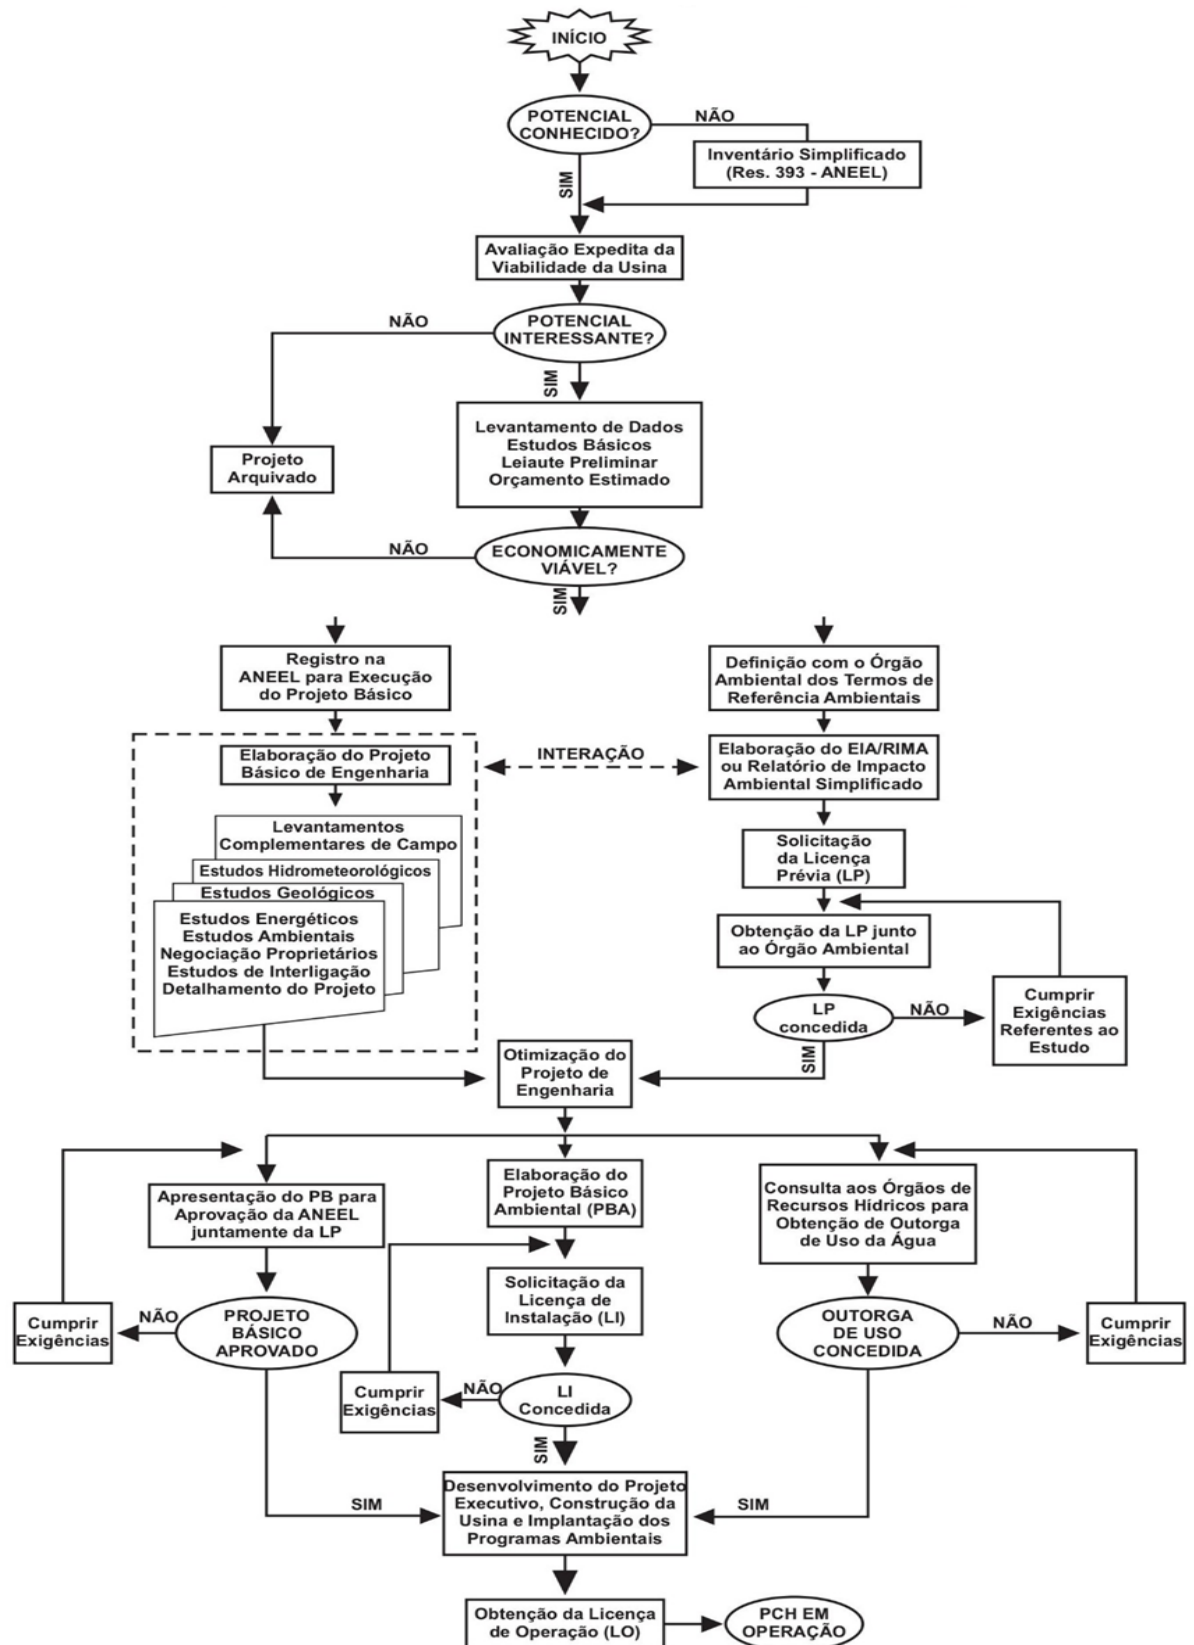 INÍCIO
POTENCIAL
CONHECIDO?
NÃO
Inventário Simplificado
(Res. 393 - ANEEL)
SIM
Avaliação Expedita da
Viabilidade da Usina
POTENCIAL
INTERESSANTE?
NÃO
SIM
Levantamento de Dados
Estudos Básicos
Leiaute Preliminar
Orçamento Estimado
Projeto
Arquivado
ECONOMICAMENTE
VIÁVEL?
NÃO
SIM
Registro na
ANEEL para Execução
do Projeto Básico
Elaboração do Projeto
Básico de Engenharia
Levantamentos
Complementares de Campo
Estudos Hidrometeorológicos
Estudos Geológicos
Estudos Energéticos
Estudos Ambientais
Negociação Proprietários
Estudos de Interligação
Detalhamento do Projeto
INTERAÇÃO
Definição com o Órgão
Ambiental dos Termos de
Referência Ambientais
Elaboração do EIA/RIMA
ou Relatório de Impacto
Ambiental Simplificado
Solicitação
da Licença
Prévia (LP)
Obtenção da LP junto
ao Órgão Ambiental
LP
concedida
NÃO
Cumprir
Exigências
Referentes ao
Estudo
SIM
Otimização do
Projeto de
Engenharia
Apresentação do PB para
Aprovação da ANEEL
juntamente da LP
PROJETO
BÁSICO
APROVADO
NÃO
Cumprir
Exigências
SIM
Elaboração do
Projeto Básico
Ambiental (PBA)
Solicitação da
Licença de
Instalação (LI)
LI
Concedida
NÃO
Cumprir
Exigências
SIM
Consulta aos Órgãos de
Recursos Hídricos para
Obtenção de Outorga
de Uso da Água
OUTORGA
DE USO
CONCEDIDA
NÃO
Cumprir
Exigências
SIM
Desenvolvimento do Projeto
Executivo, Construção da
Usina e Implantação dos
Programas Ambientais
Obtenção da Licença
de Operação (LO)
PCH EM
OPERAÇÃO